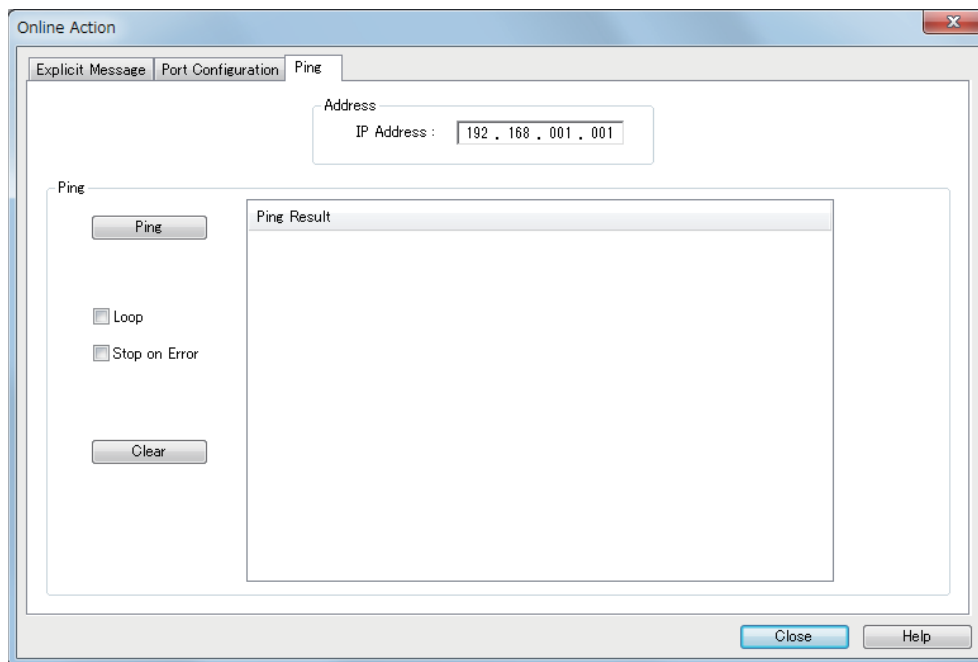 Online Action
Explicit Message Port Configuration Ping
Address
IP Address : 192 . 168 . 001 . 001
Ping
Ping
Ping Result
Loop
Stop on Error
Clear
Close Help